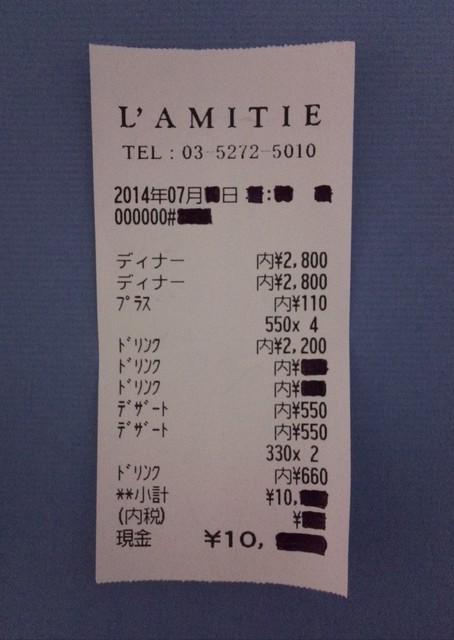 L'AMITIE
TEL : 03-5272-5010
2014年07月 日 :
000000#
ディナー 内¥2,800
ディナー 内¥2,800
ﾌﾟﾗｽ 内¥110
550x 4
ﾄﾞﾘﾝｸ 内¥2,200
ﾄﾞﾘﾝｸ 内¥
ﾄﾞﾘﾝｸ 内¥
ﾃﾞｻﾞｰﾄ 内¥550
ﾃﾞｻﾞｰﾄ 内¥550
330x 2
ﾄﾞﾘﾝｸ 内¥660
**小計 ¥10,
(内税) ¥
現金 ¥10,